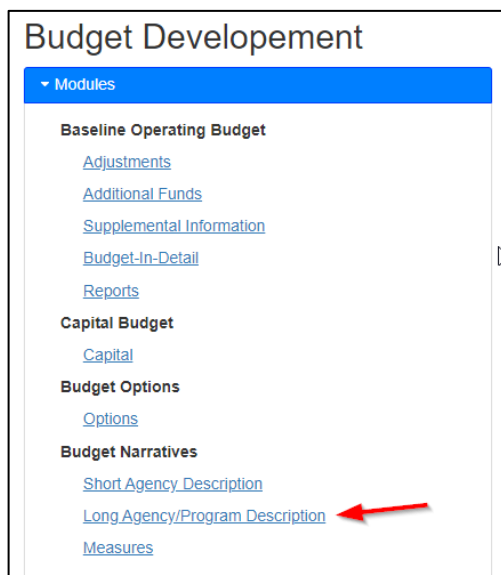 Budget Developement
Modules
Baseline Operating Budget
Adjustments
Additional Funds
Supplemental Information
Budget-In-Detail
Reports
Capital Budget
Capital
Budget Options
Options
Budget Narratives
Short Agency Description
Long Agency/Program Description
Measures